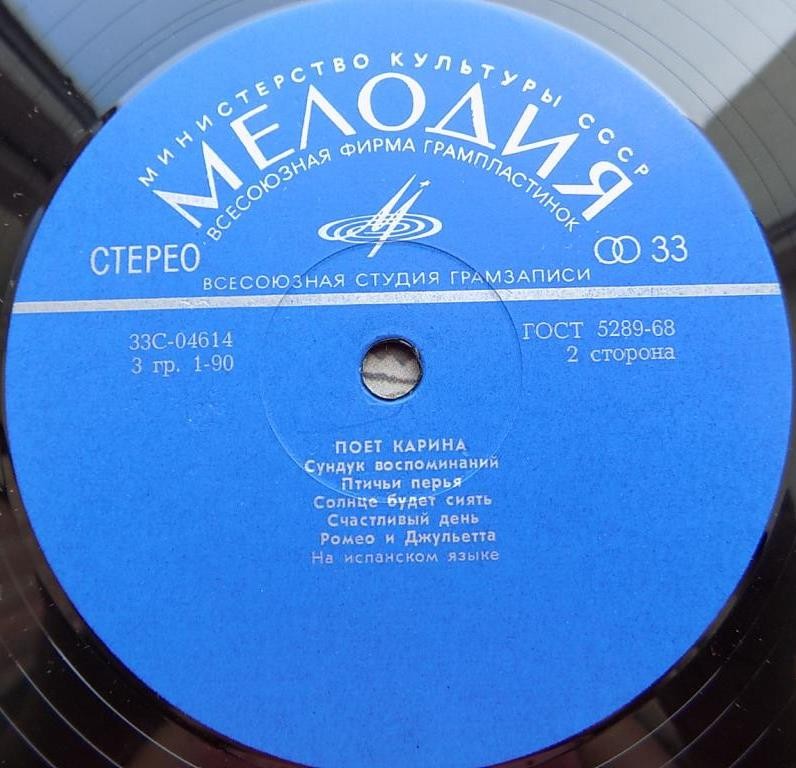 МИНИСТЕРСТВО КУЛЬТУРЫ СССР
МЕЛОДИЯ
ВСЕСОЮЗНАЯ ФИРМА ГРАМПЛАСТИНОК
СТЕРЕО
33
ВСЕСОЮЗНАЯ СТУДИЯ ГРАМЗАПИСИ
33С-04614
ГОСТ 5289-68
3 гр. 1-90
2 сторона
ПОЕТ КАРИНА
Сундук воспоминаний
Птичьи перья
Солнце будет сиять
Счастливый день
Ромео и Джульетта
На испанском языке